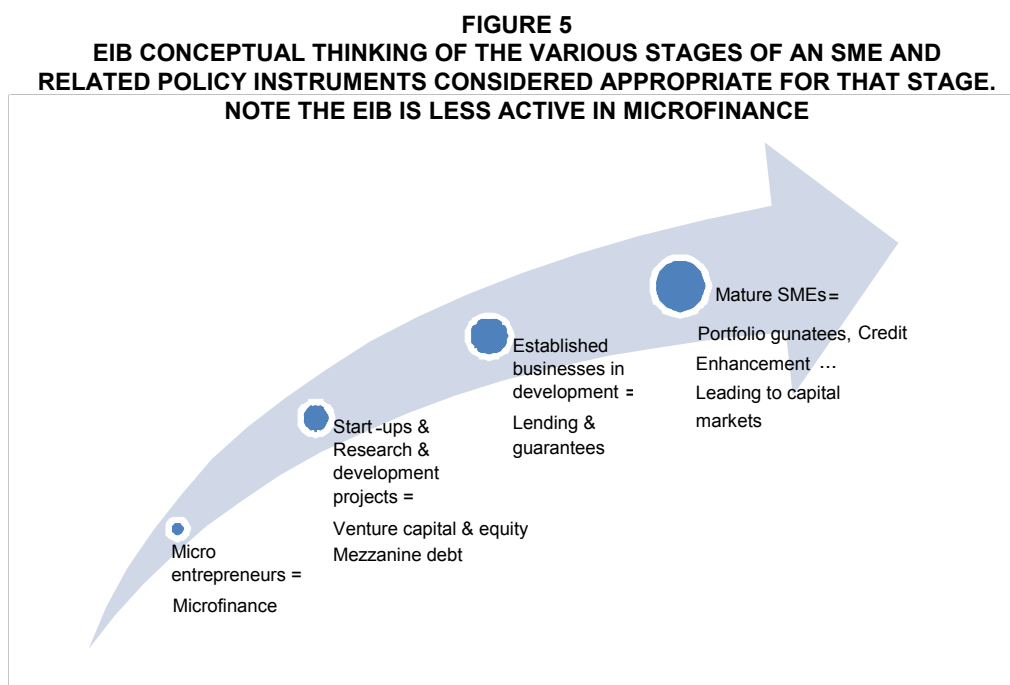 FIGURE 5
EIB CONCEPTUAL THINKING OF THE VARIOUS STAGES OF AN SME AND
RELATED POLICY INSTRUMENTS CONSIDERED APPROPRIATE FOR THAT STAGE.
NOTE THE EIB IS LESS ACTIVE IN MICROFINANCE
Micro
entrepreneurs =
Microfinance
Start-ups &
Research &
development
projects =
Venture capital & equity
Mezzanine debt
Established
businesses in
development =
Lending &
guarantees
Mature SMEs=
Portfolio gunatees, Credit
Enhancement ...
Leading to capital
markets